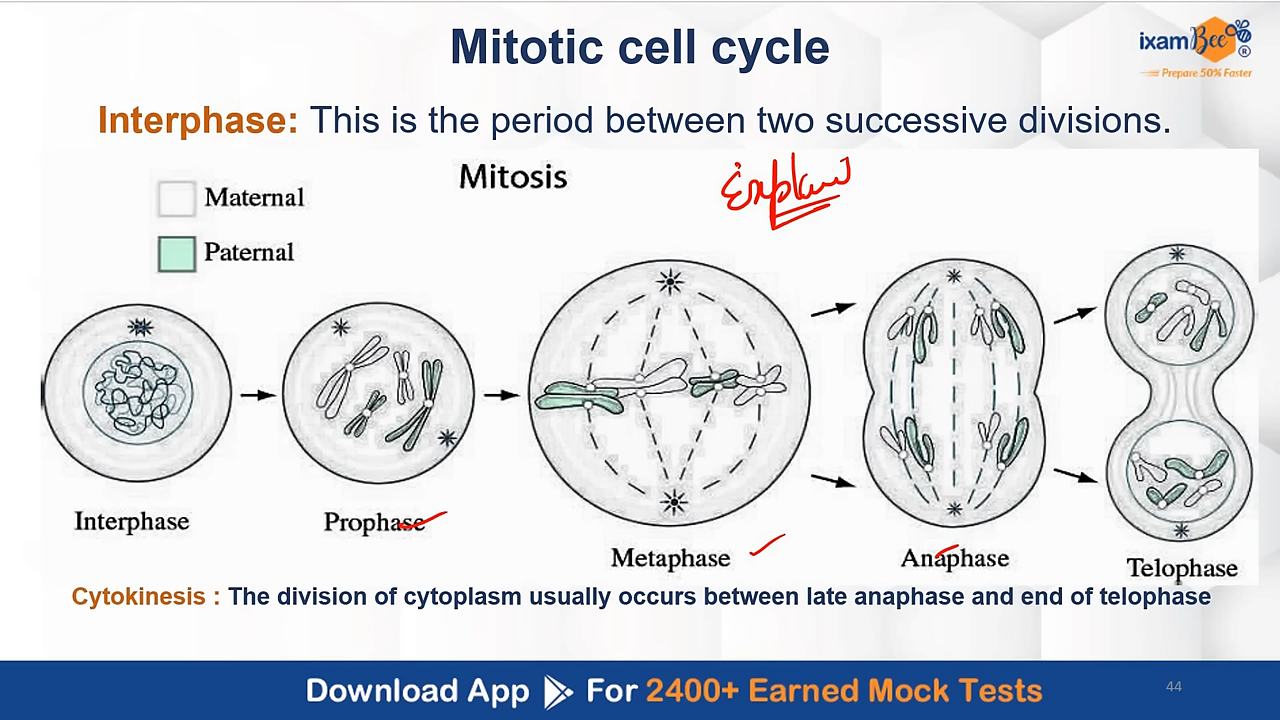 Mitotic cell cycle
ixamBee®
Prepare 50% Faster
Interphase: This is the period between two successive divisions.
Mitosis
Maternal
Paternal
Interphase
Prophase
Metaphase
Anaphase
Telophase
Cytokinesis : The division of cytoplasm usually occurs between late anaphase and end of telophase
Download App For 2400+ Earned Mock Tests
44